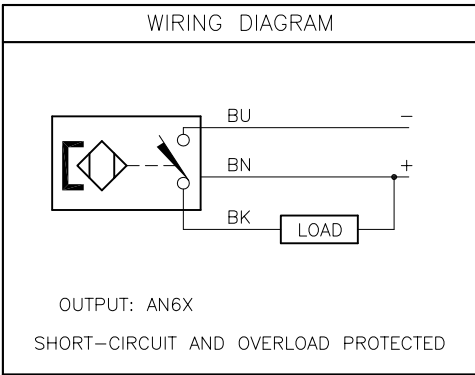 WIRING DIAGRAM
BU −
BN +
BK
LOAD
OUTPUT: AN6X
SHORT−CIRCUIT AND OVERLOAD PROTECTED